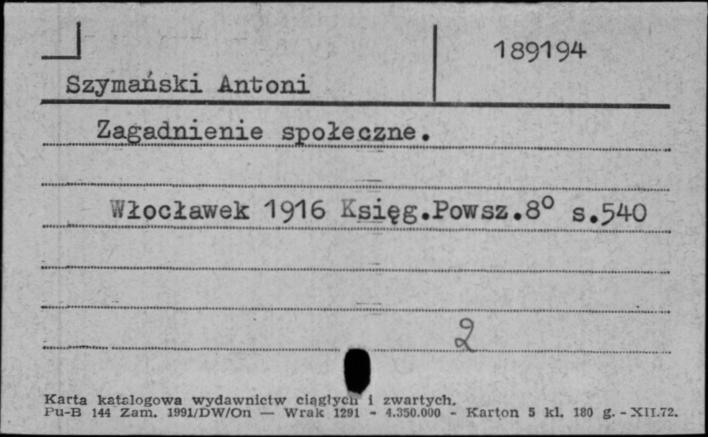 189194
Szymański Antoni
Zagadnienie społeczne.
Włocławek 1916 Księg.Powsz.8° s.540
2
Karta katalogowa wydawnictw ciągłych i zwartych.
Pu-B 144 Zam. 1991/DW/On — Wrak 1291 - 4.350.000 - Karton 5 kl. 180 g. - XII.72.